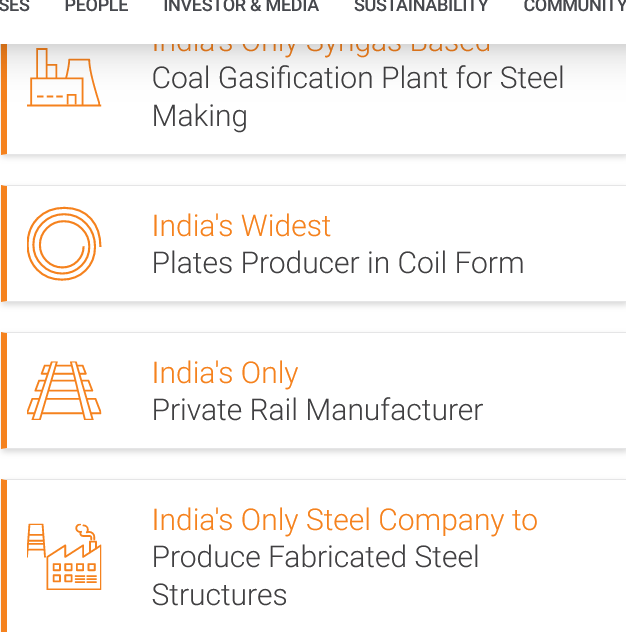 SES PEOPLE INVESTOR & MEDIA SUSTAINABILITY COMMUNITY
India's Only Syngas Based
Coal Gasification Plant for Steel
Making
India's Widest
Plates Producer in Coil Form
India's Only
Private Rail Manufacturer
India's Only Steel Company to
Produce Fabricated Steel
Structures